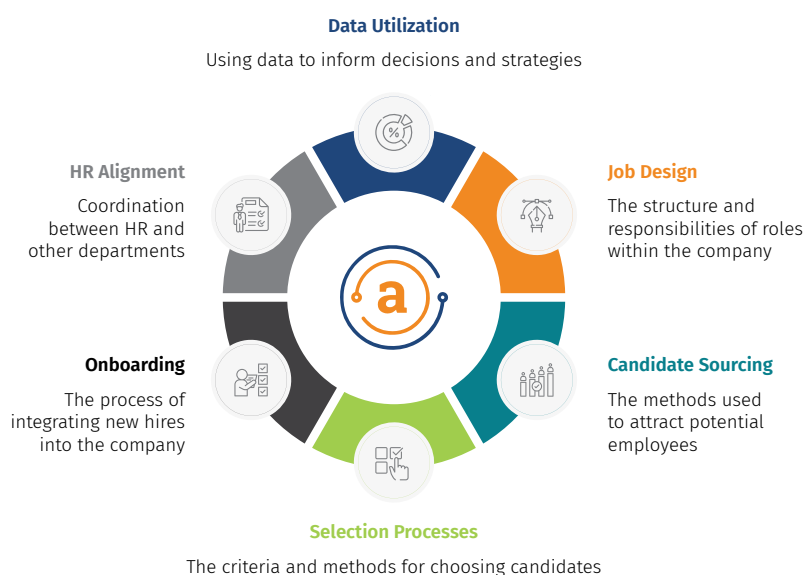 Data Utilization
Using data to inform decisions and strategies
%
HR Alignment
Coordination
between HR and
other departments
Job Design
The structure and
responsibilities of roles
within the company
a
Onboarding
The process of
integrating new hires
into the company
Candidate Sourcing
The methods used
to attract potential
employees
Selection Processes
The criteria and methods for choosing candidates